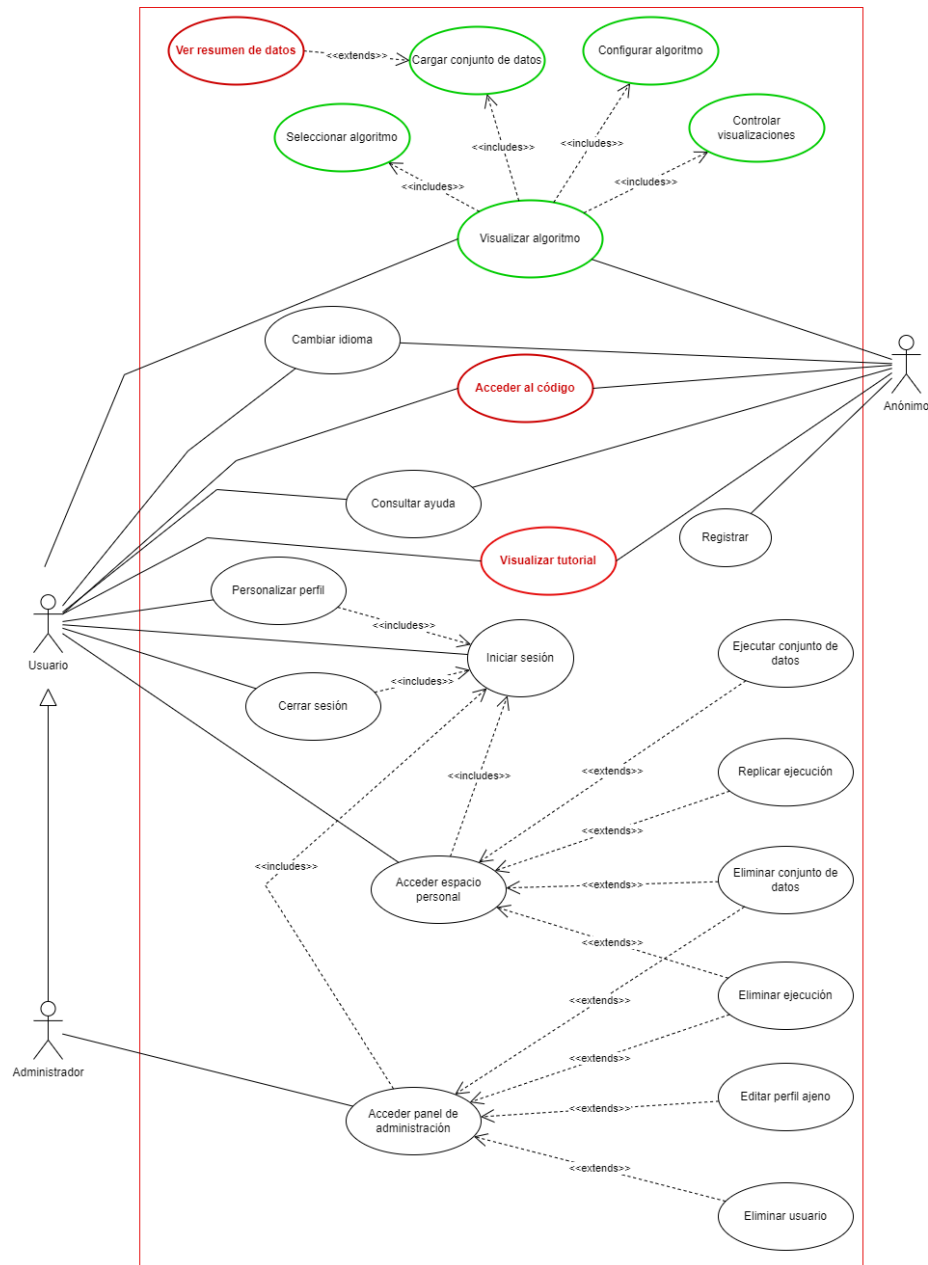 Ver resumen de datos
<<extends>>
Cargar conjunto de datos
Configurar algoritmo
Seleccionar algoritmo
Controlar
visualizaciones
<<includes>>
<<includes>>
<<includes>>
<<includes>>
Visualizar algoritmo
Cambiar idioma
Acceder al código
Anónimo
Consultar ayuda
Registrar
Visualizar tutorial
Personalizar perfil
<<includes>>
Usuario
Iniciar sesión
Ejecutar conjunto de
datos
<<includes>>
Cerrar sesión
<<includes>>
<<extends>>
Replicar ejecución
<<extends>>
<<includes>>
Acceder espacio
personal
Eliminar conjunto de
datos
<<extends>>
<<extends>>
<<extends>>
Eliminar ejecución
Administrador
<<extends>>
Editar perfil ajeno
<<extends>>
Acceder panel de
administración
<<extends>>
Eliminar usuario